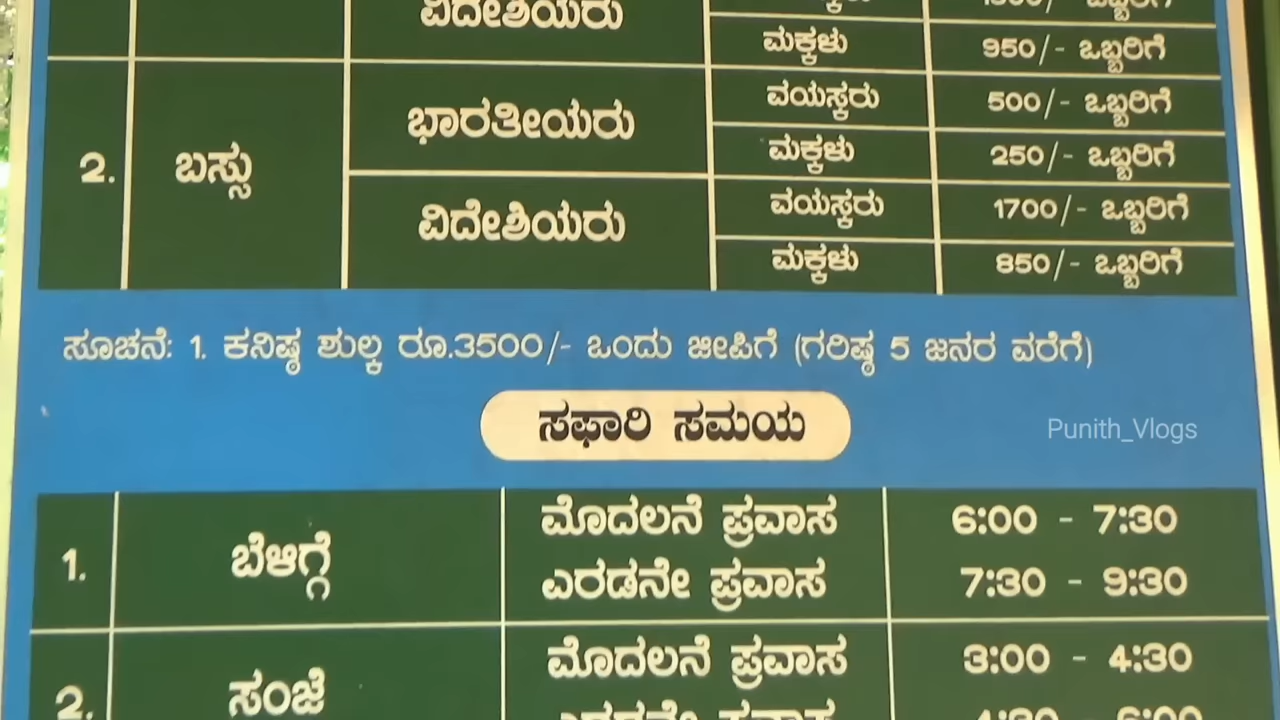 ವಿದೇಶಿಯರು
ಮಕ್ಕಳು 950/- ಒಬ್ಬರಿಗೆ
2. ಬಸ್ಸು ಭಾರತೀಯರು ವಯಸ್ಕರು 500/- ಒಬ್ಬರಿಗೆ
ಮಕ್ಕಳು 250/- ಒಬ್ಬರಿಗೆ
ವಿದೇಶಿಯರು ವಯಸ್ಕರು 1700/- ಒಬ್ಬರಿಗೆ
ಮಕ್ಕಳು 850/- ಒಬ್ಬರಿಗೆ
ಸೂಚನೆ: 1. ಕನಿಷ್ಠ ಶುಲ್ಕ ರೂ.3500/- ಒಂದು ಜೀಪಿಗೆ (ಗರಿಷ್ಠ 5 ಜನರ ವರೆಗೆ)
ಸಫಾರಿ ಸಮಯ
Punith_Vlogs
1. ಬೆಳಿಗ್ಗೆ ಮೊದಲನೆ ಪ್ರವಾಸ 6:00 - 7:30
ಎರಡನೇ ಪ್ರವಾಸ 7:30 - 9:30
2. ಸಂಜೆ ಮೊದಲನೆ ಪ್ರವಾಸ 3:00 - 4:30